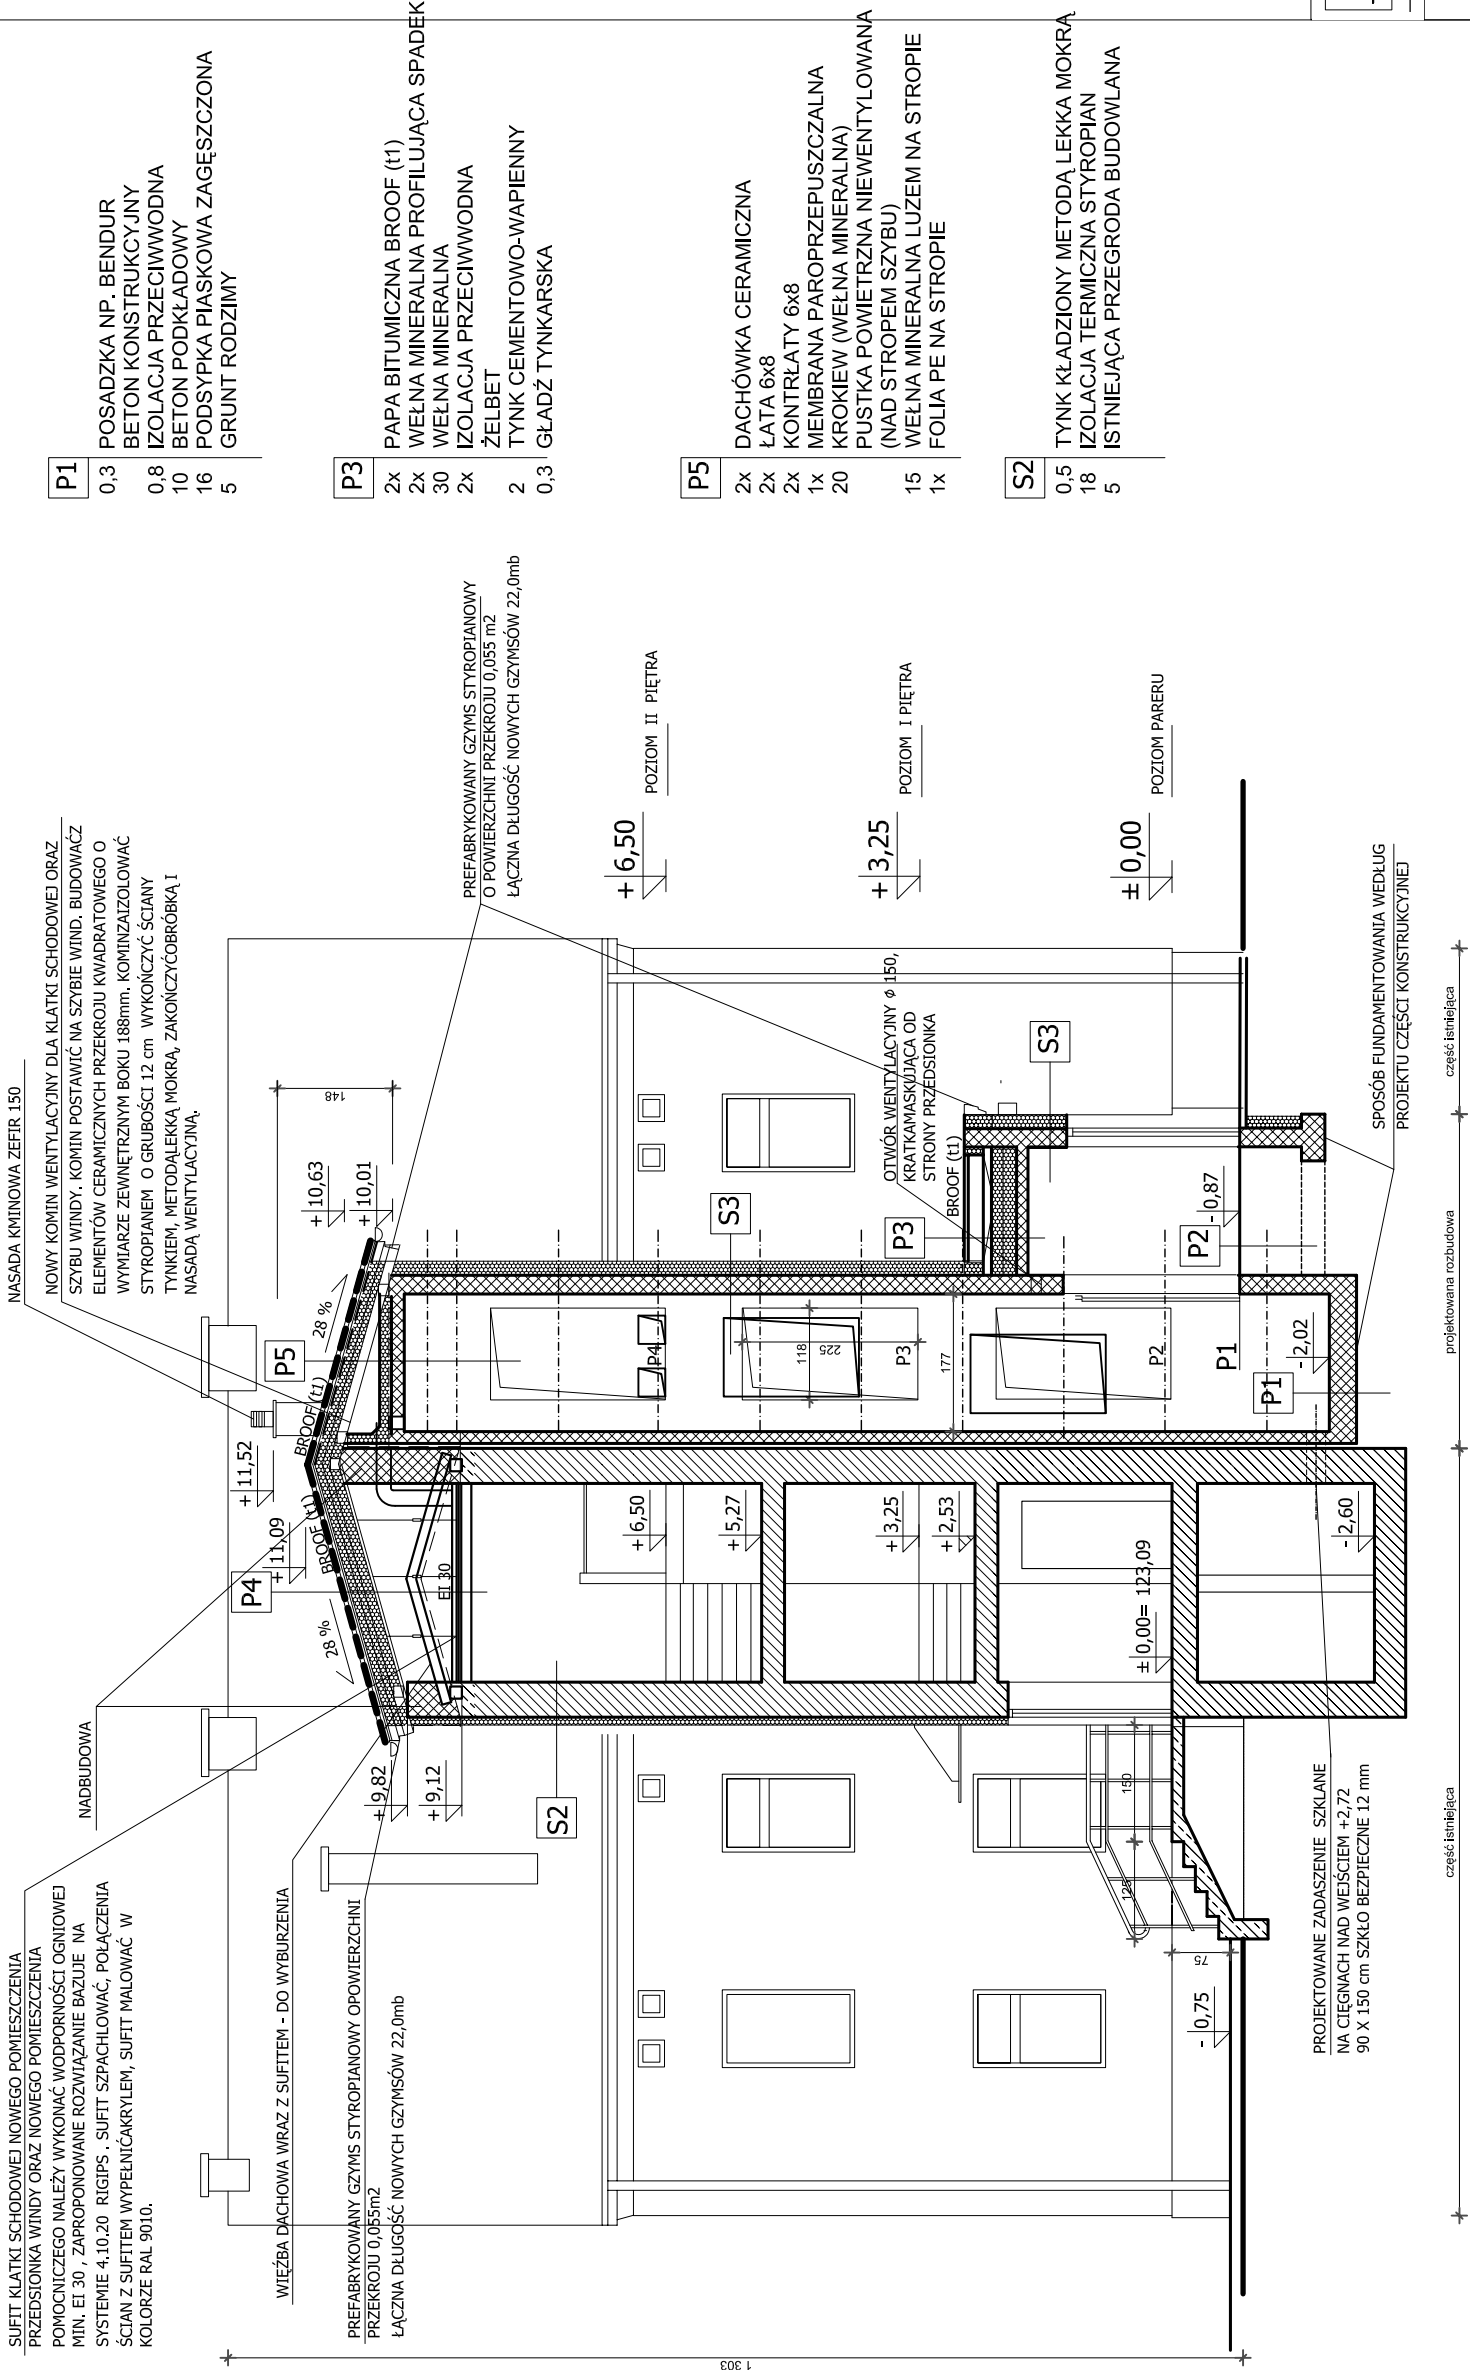 SUFIT KLATKI SCHODOWEJ NOWEGO POMIESZCZENIA
PRZEDSIONKA WINDY ORAZ NOWEGO POMIESZCZENIA
POMOCNICZEGO NALEŻY WYKONAĆ WODPORNOŚCI OGNIOWEJ
MIN. EI 30 , ZAPROPONOWANE ROZWIĄZANIE BAZUJE NA
SYSTEMIE 4.10.20 RIGIPS . SUFIT SZPACHLOWAĆ, POŁĄCZENIA
ŚCIAN Z SUFITEM WYPEŁNIĆAKRYLEM, SUFIT MALOWAĆ W
KOLORZE RAL 9010.
NADBUDOWA
WIĘŹBA DACHOWA WRAZ Z SUFITEM - DO WYBURZENIA
PREFABRYKOWANY GZYMS STYROPIANOWY OPOWIERZCHNI
PRZEKROJU 0,055m2
ŁĄCZNA DŁUGOŚĆ NOWYCH GZYMSÓW 22,0mb
NASADA KMINOWA ZEFIR 150
NOWY KOMIN WENTYLACYJNY DLA KLATKI SCHODOWEJ ORAZ
SZYBU WINDY. KOMIN POSTAWIĆ NA SZYBIE WIND. BUDOWAĆZ
ELEMENTÓW CERAMICZNYCH PRZEKROJU KWADRATOWEGO O
WYMIARZE ZEWNĘTRZNYM BOKU 188mm. KOMINZAIZOLOWAĆ
STYROPIANEM O GRUBOŚCI 12 cm WYKOŃCZYĆ ŚCIANY
TYNKIEM, METODĄLEKKĄ MOKRĄ, ZAKOŃCZYĆOBRÓBKĄ I
NASADĄ WENTYLACYJNĄ.
PREFABRYKOWANY GZYMS STYROPIANOWY
O POWIERZCHNI PRZEKROJU 0,055 m2
ŁĄCZNA DŁUGOŚĆ NOWYCH GZYMSÓW 22,0mb
P1
0,3 POSADZKA NP. BENDUR
BETON KONSTRUKCYJNY
0,8 IZOLACJA PRZECIWWODNA
10 BETON PODKŁADOWY
16 PODSYPKA PIASKOWA ZAGĘSZCZONA
5 GRUNT RODZIMY
P3
2x PAPA BITUMICZNA BROOF (t1)
2x WEŁNA MINERALNA PROFILUJĄCA SPADEK
30 WEŁNA MINERALNA
2x IZOLACJA PRZECIWWODNA
ŻELBET
2 TYNK CEMENTOWO-WAPIENNY
0,3 GŁADŹ TYNKARSKA
P5
2x DACHÓWKA CERAMICZNA
2x ŁATA 6x8
2x KONTRŁATY 6x8
1x MEMBRANA PAROPRZEPUSZCZALNA
20 KROKIEW (WEŁNA MINERALNA)
PUSTKA POWIETRZNA NIEWENTYLOWANA
(NAD STROPEM SZYBU)
15 WEŁNA MINERALNA LUZEM NA STROPIE
1x FOLIA PE NA STROPIE
S2
0,5 TYNK KŁADZIONY METODĄ LEKKA MOKRĄ
18 IZOLACJA TERMICZNA STYROPIAN
5 ISTNIEJĄCA PRZEGRODA BUDOWLANA
148
+ 10,63
+ 10,01
28 %
P5
BROOF (t1)
+ 11,52
+ 11,09
BROOF (t1)
P4
28 %
+ 9,82
+ 9,12
EI 30
S2
+ 6,50
POZIOM II PIĘTRA
+ 3,25
POZIOM I PIĘTRA
± 0,00
POZIOM PARERU
+ 6,50
+ 5,27
+ 3,25
+ 2,53
± 0,00= 123,09
- 2,60
P4
S3
118
225
P3
177
P2
P1
P1
- 2,02
OTWÓR WENTYLACYJNY ϕ 150,
KRATKAMASKUJĄCA OD
STRONY PRZEDSIONKA
BROOF (t1)
P3
S3
- 0,87
P2
150
125
75
- 0,75
PROJEKTOWANE ZADASZENIE SZKLANE
NA CIĘGNACH NAD WEJŚCIEM +2,72
90 X 150 cm SZKŁO BEZPIECZNE 12 mm
SPOSÓB FUNDAMENTOWANIA WEDŁUG
PROJEKTU CZĘŚCI KONSTRUKCYJNEJ
część istniejąca
projektowana rozbudowa
część istniejąca
1 303